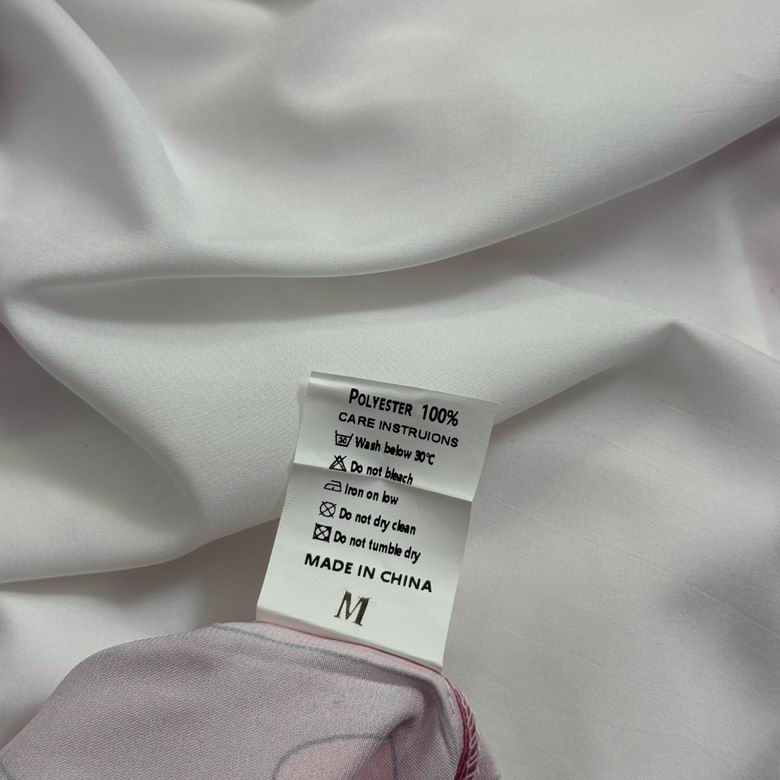 POLYESTER 100%
CARE INSTRUIONS
30 Wash below 30℃
Do not bleach
Iron on low
Do not dry clean
Do not tumble dry
MADE IN CHINA
M